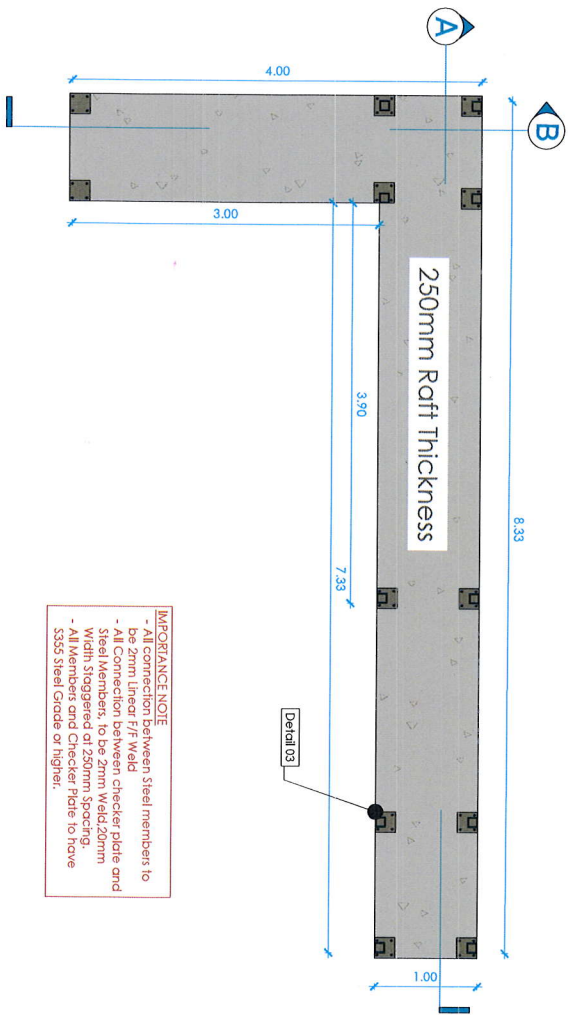 A
B
4.00
3.00
8.33
250mm Raft Thickness
3.90
7.33
1.00
Detail 03
IMPORTANCE NOTE
- All connection between Steel members to
be 2mm Linear F/F Weld
- All Connection between checker plate and
Steel Members, to be 2mm Weld,20mm
Width Staggered at 250mm Spacing.
- All Members and Checker Plate to have
S355 Steel Grade or higher.